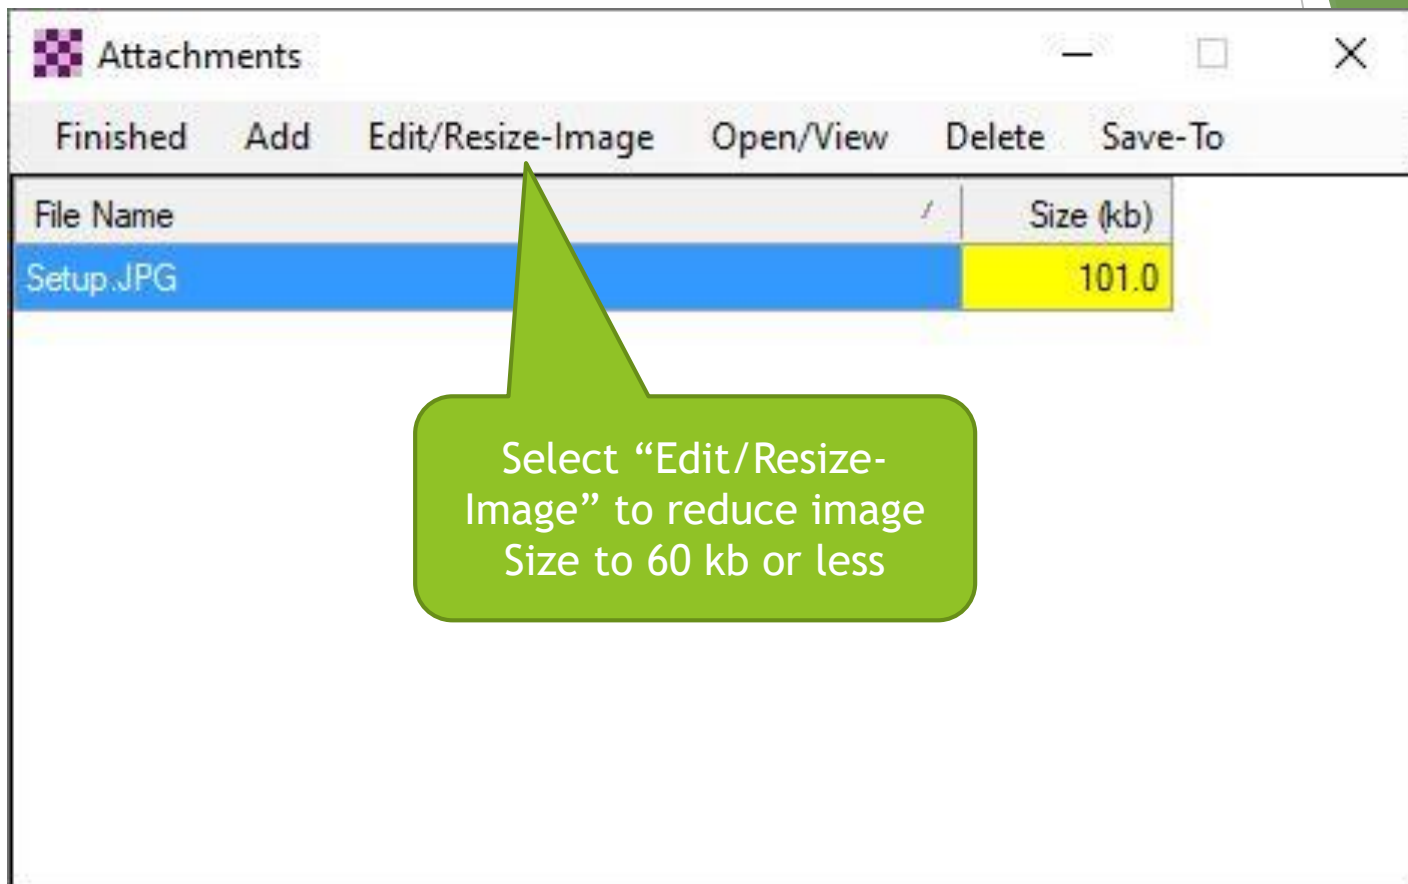 Attachments
Finished Add Edit/Resize-Image Open/View Delete Save-To
File Name / Size (kb)
Setup.JPG 101.0
Select “Edit/Resize-
Image” to reduce image
Size to 60 kb or less